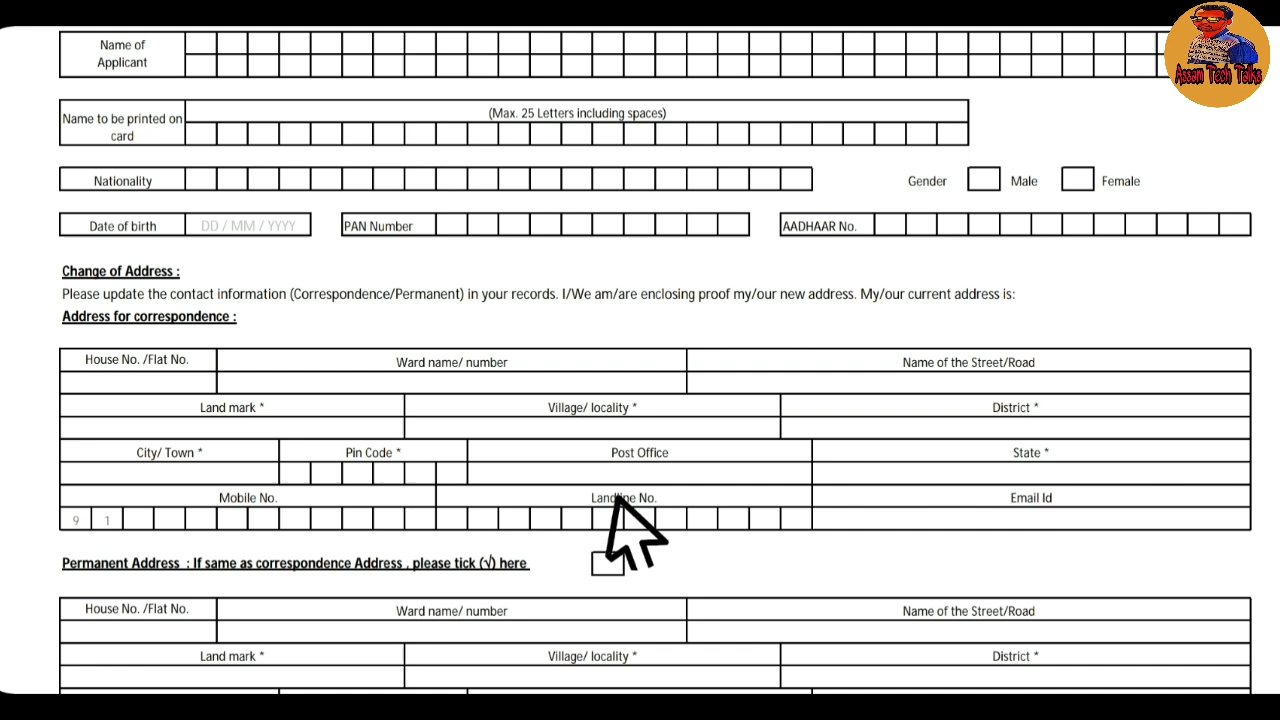 Assam Tech Talks
Name of
Applicant
Name to be printed on
card
(Max. 25 Letters including spaces)
Nationality
Gender
Male
Female
Date of birth
DD / MM / YYYY
PAN Number
AADHAAR No.
Change of Address :
Please update the contact information (Correspondence/Permanent) in your records. I/We am/are enclosing proof my/our new address. My/our current address is:
Address for correspondence :
House No. /Flat No.
Ward name/ number
Name of the Street/Road
Land mark *
Village/ locality *
District *
City/ Town *
Pin Code *
Post Office
State *
Mobile No.
Landline No.
Email Id
9 1
Permanent Address : If same as correspondence Address , please tick (√) here
House No. /Flat No.
Ward name/ number
Name of the Street/Road
Land mark *
Village/ locality *
District *